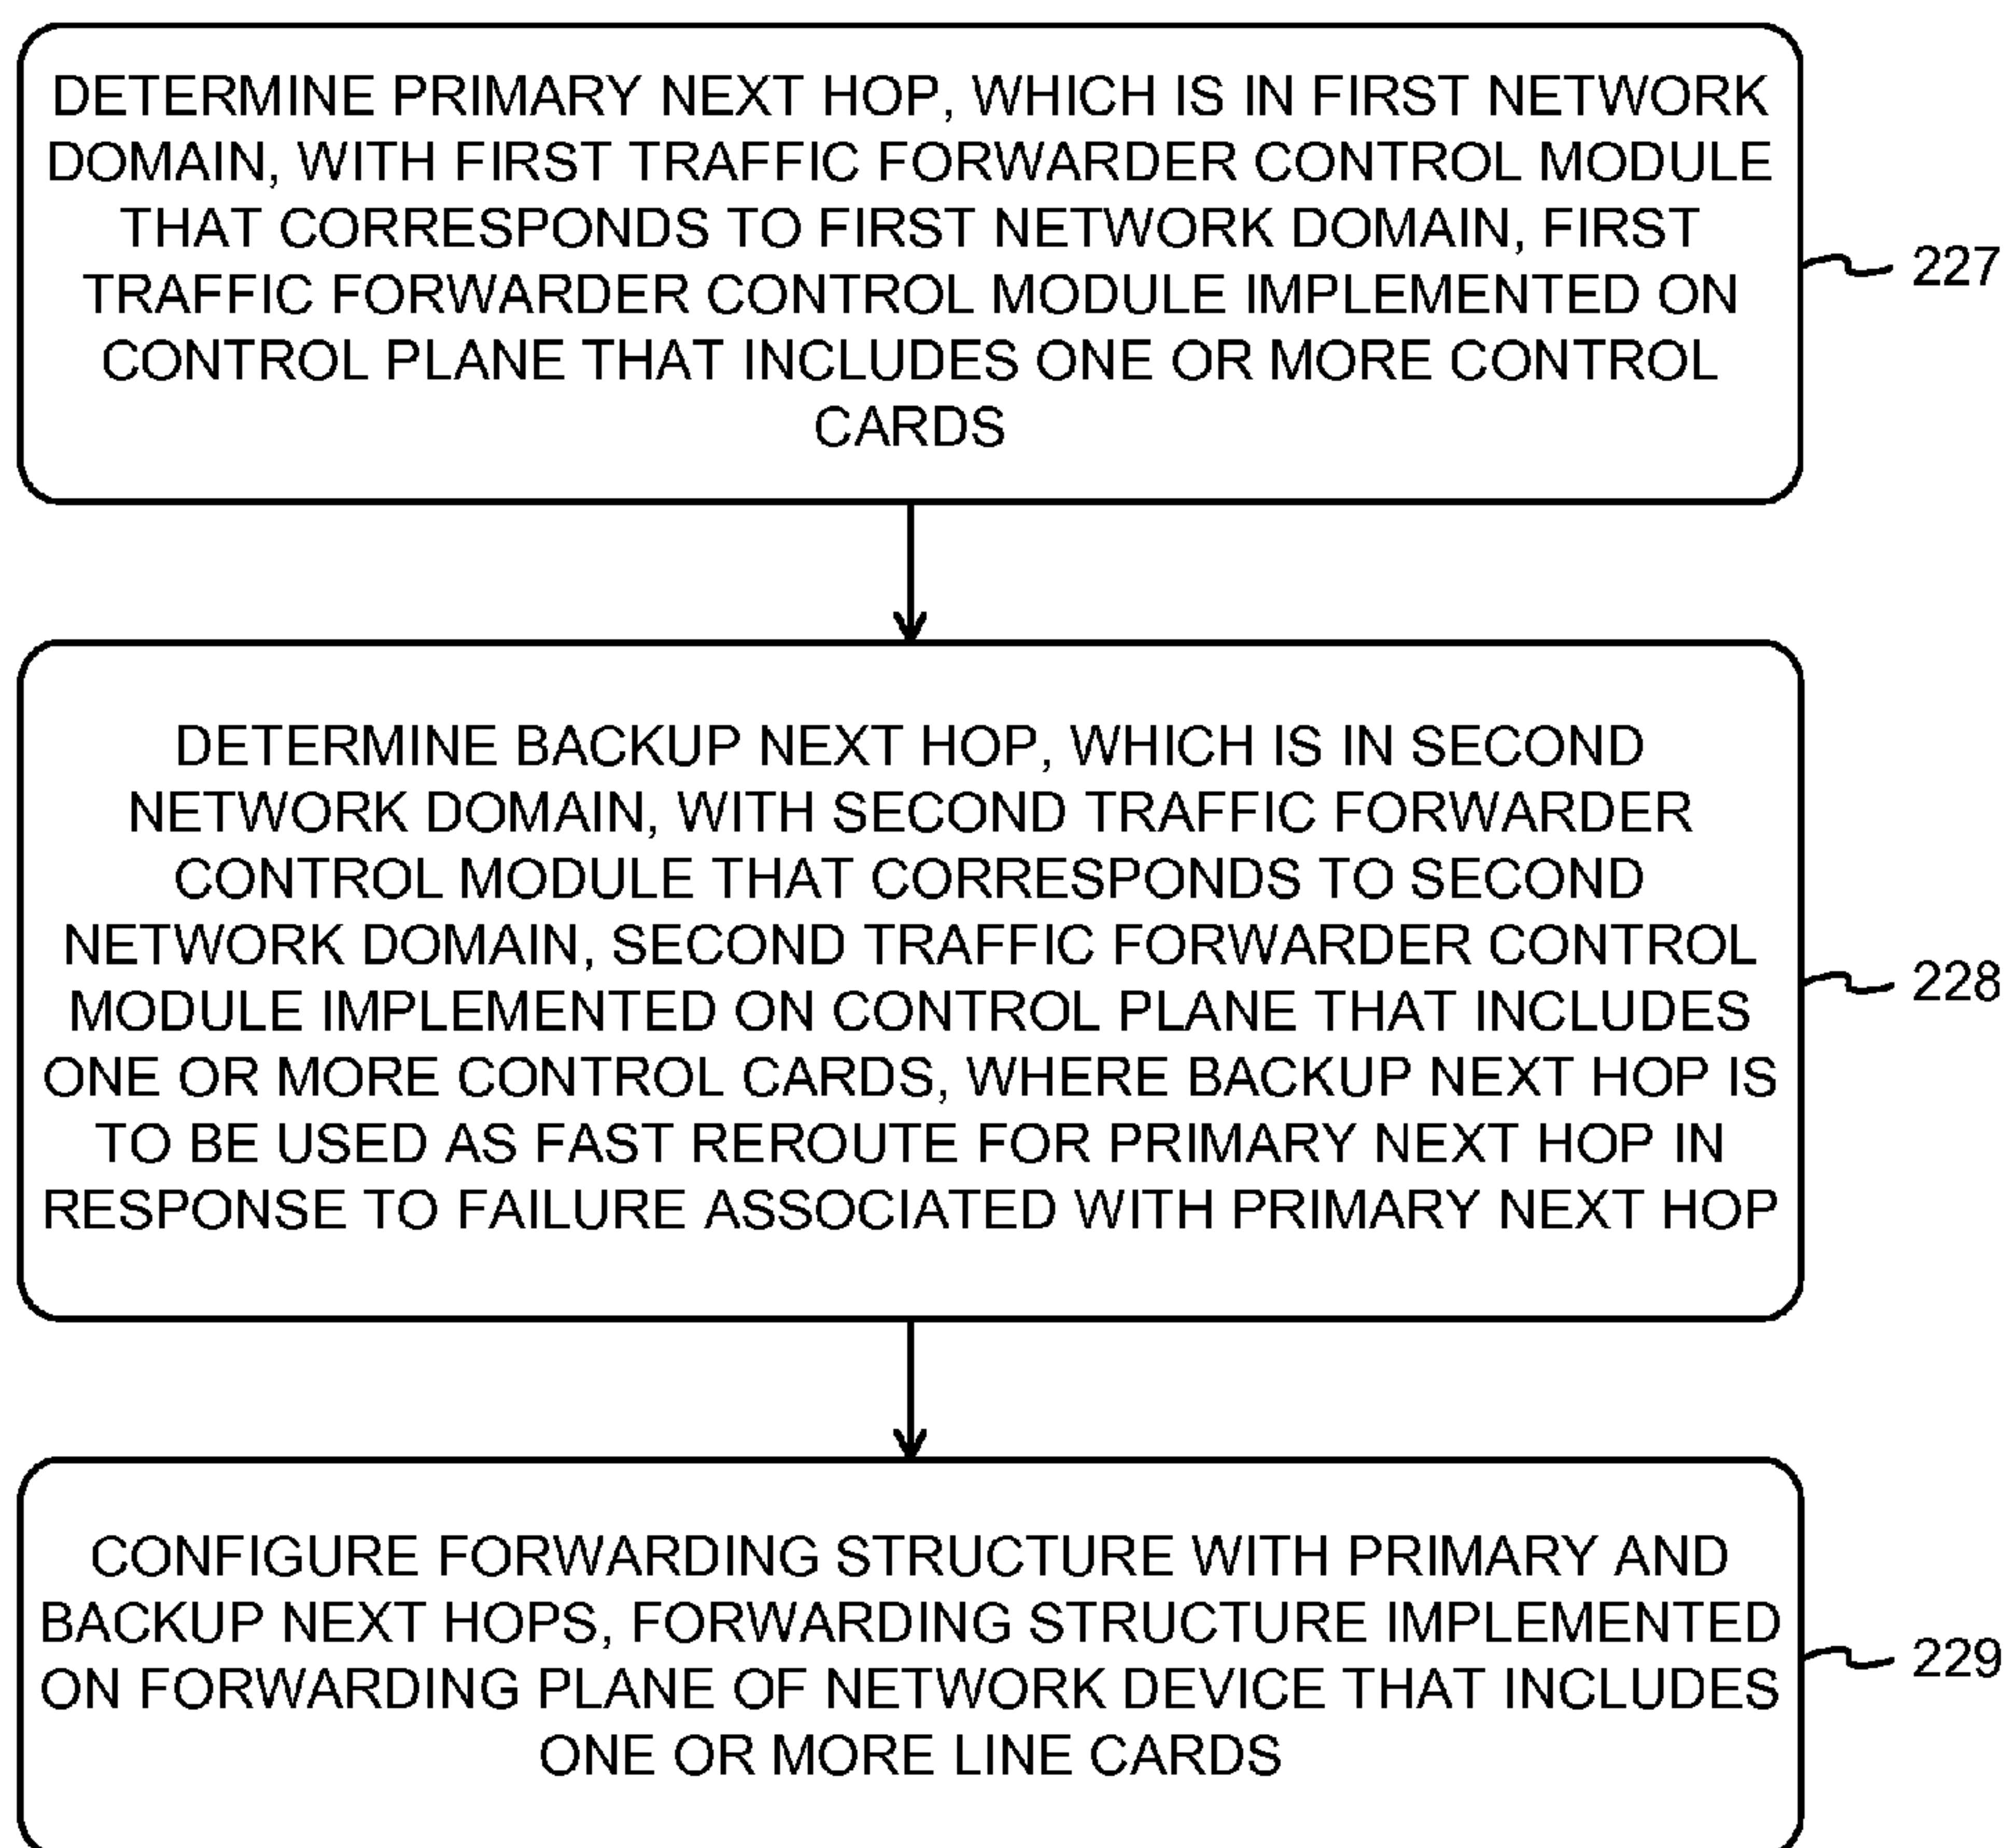 DETERMINE PRIMARY NEXT HOP, WHICH IS IN FIRST NETWORK
DOMAIN, WITH FIRST TRAFFIC FORWARDER CONTROL MODULE
THAT CORRESPONDS TO FIRST NETWORK DOMAIN, FIRST
TRAFFIC FORWARDER CONTROL MODULE IMPLEMENTED ON
CONTROL PLANE THAT INCLUDES ONE OR MORE CONTROL
CARDS
227
DETERMINE BACKUP NEXT HOP, WHICH IS IN SECOND
NETWORK DOMAIN, WITH SECOND TRAFFIC FORWARDER
CONTROL MODULE THAT CORRESPONDS TO SECOND
NETWORK DOMAIN, SECOND TRAFFIC FORWARDER CONTROL
MODULE IMPLEMENTED ON CONTROL PLANE THAT INCLUDES
ONE OR MORE CONTROL CARDS, WHERE BACKUP NEXT HOP IS
TO BE USED AS FAST REROUTE FOR PRIMARY NEXT HOP IN
RESPONSE TO FAILURE ASSOCIATED WITH PRIMARY NEXT HOP
228
CONFIGURE FORWARDING STRUCTURE WITH PRIMARY AND
BACKUP NEXT HOPS, FORWARDING STRUCTURE IMPLEMENTED
ON FORWARDING PLANE OF NETWORK DEVICE THAT INCLUDES
ONE OR MORE LINE CARDS
229